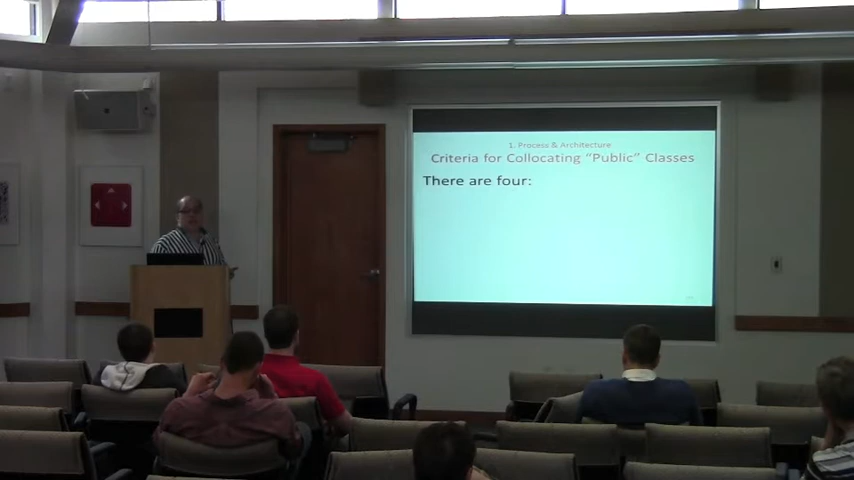 1. Process & Architecture
Criteria for Collocating “Public” Classes
There are four: